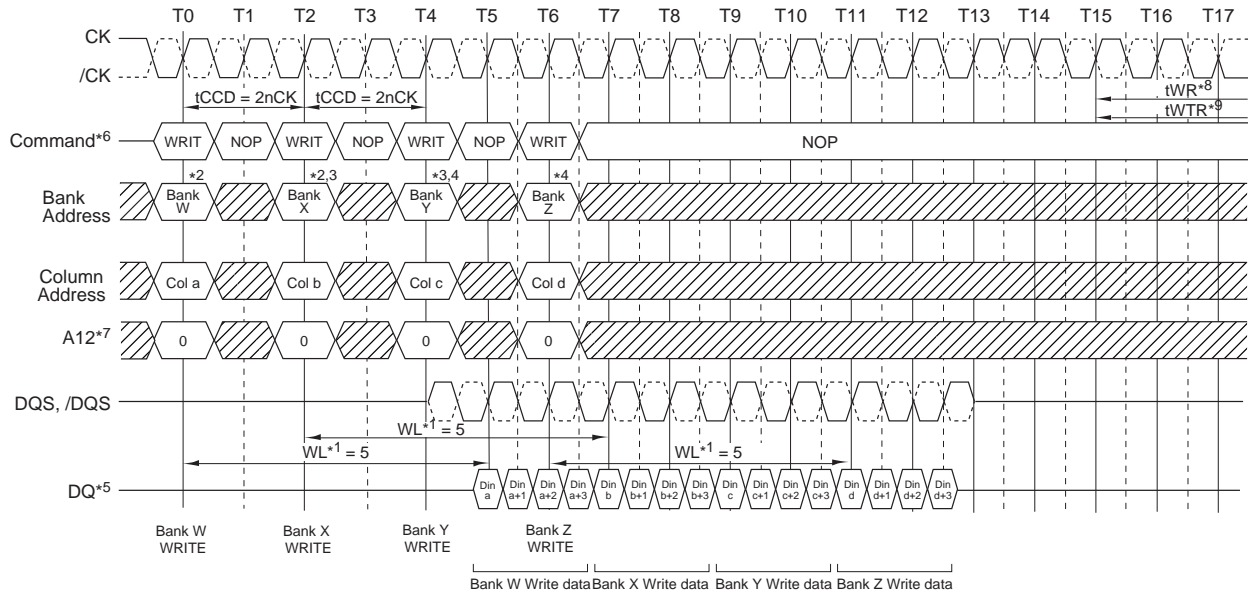 T0 T1 T2 T3 T4 T5 T6 T7 T8 T9 T10 T11 T12 T13 T14 T15 T16 T17
CK
/CK
tCCD = 2nCK tCCD = 2nCK
tWR*8
tWTR*9
Command*6 WRIT NOP WRIT NOP WRIT NOP WRIT NOP
*2 *2,3 *3,4 *4
Bank Address
Bank W
Bank X
Bank Y
Bank Z
Column Address
Col a Col b Col c Col d
A12*7 0 0 0 0
DQS, /DQS
WL*1 = 5
WL*1 = 5 WL*1 = 5
DQ*5
Din a
Din a+1
Din a+2
Din a+3
Din b
Din b+1
Din b+2
Din b+3
Din c
Din c+1
Din c+2
Din c+3
Din d
Din d+1
Din d+2
Din d+3
Bank W WRITE
Bank X WRITE
Bank Y WRITE
Bank Z WRITE
Bank W Write data Bank X Write data Bank Y Write data Bank Z Write data